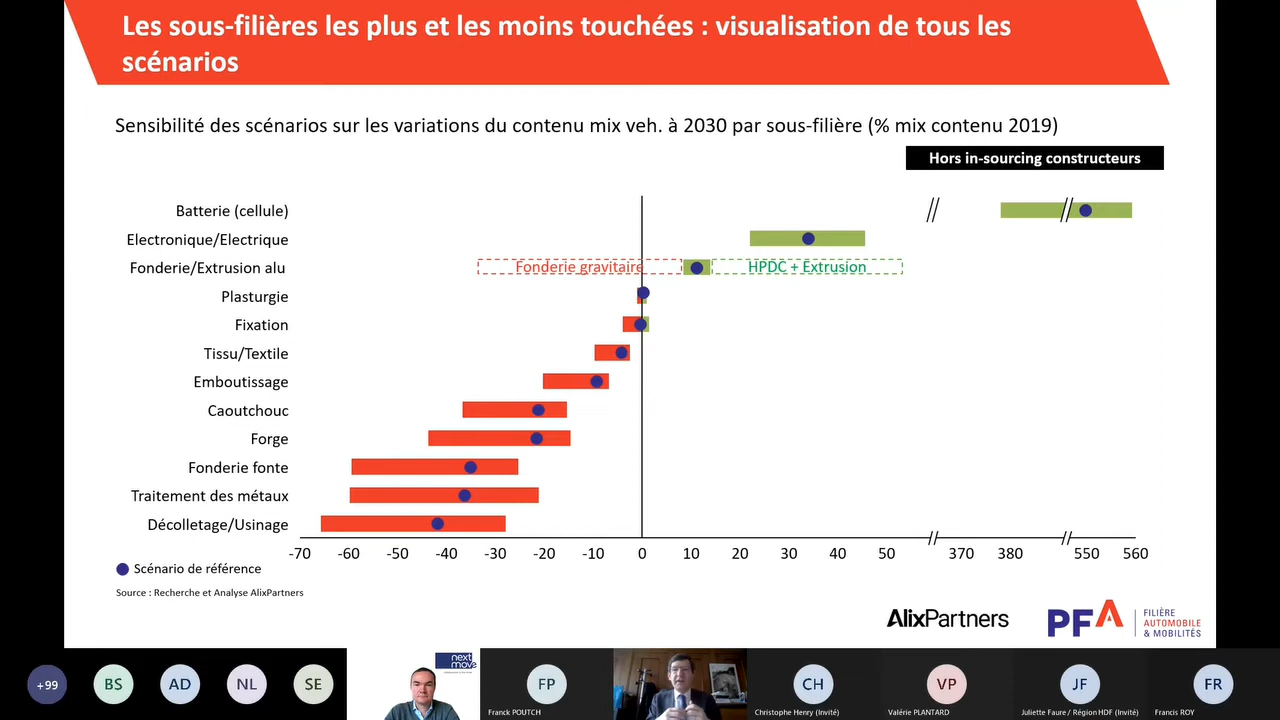 Les sous-filières les plus et les moins touchées : visualisation de tous les
scénarios
Sensibilité des scénarios sur les variations du contenu mix veh. à 2030 par sous-filière (% mix contenu 2019)
Hors in-sourcing constructeurs
Batterie (cellule)
Electronique/Electrique
Fonderie/Extrusion alu
Fonderie gravitaire
HPDC + Extrusion
Plasturgie
Fixation
Tissu/Textile
Emboutissage
Caoutchouc
Forge
Fonderie fonte
Traitement des métaux
Décolletage/Usinage
-70 -60 -50 -40 -30 -20 -10 0 10 20 30 40 50 370 380 550 560
Scénario de référence
Source : Recherche et Analyse AlixPartners
AlixPartners
PFA
FILIÈRE
AUTOMOBILE
& MOBILITÉS
+99
BS
AD
NL
SE
next
move
FP
Franck POUTCH
CH
Christophe Henry (Invité)
VP
Valérie PLANTARD
JF
Juliette Faure / Région HDF (Invité)
FR
Francis ROY